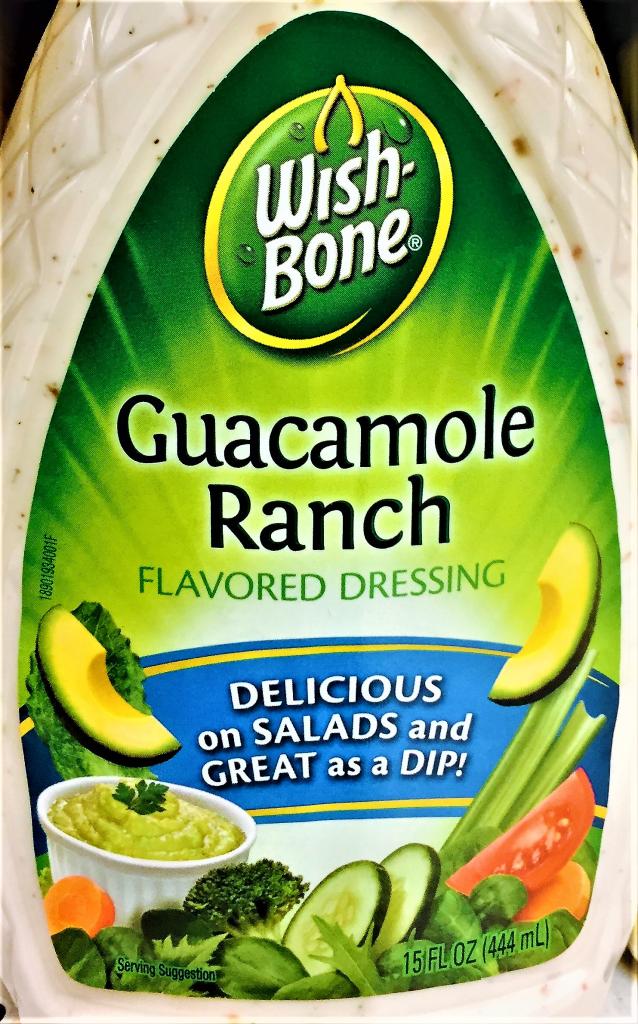 Wish-
Bone®
Guacamole
Ranch
FLAVORED DRESSING
18901934001F
DELICIOUS
on SALADS and
GREAT as a DIP!
Serving Suggestion
15 FL OZ (444 mL)